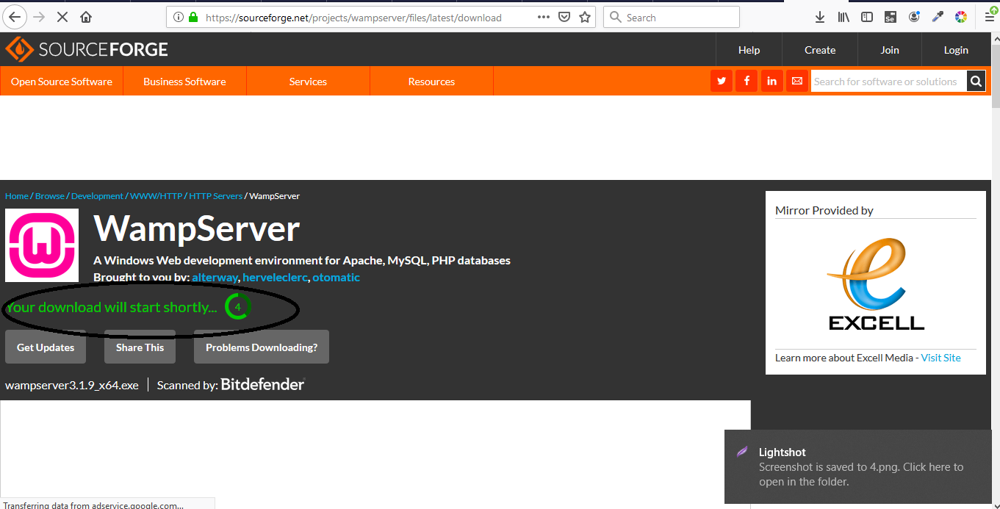 https://sourceforge.net/projects/wampserver/files/latest/download
Search
Se
SOURCEFORGE
Help
Create
Join
Login
Open Source Software
Business Software
Services
Resources
Search for software or solutions
Home / Browse / Development / WWW/HTTP / HTTP Servers / WampServer
WampServer
A Windows Web development environment for Apache, MySQL, PHP databases
Brought to you by: alterway, herveleclerc, otomatic
Your download will start shortly... 4
Get Updates
Share This
Problems Downloading?
wampserver3.1.9_x64.exe
Scanned by: Bitdefender
Mirror Provided by
EXCELL
Learn more about Excell Media - Visit Site
Lightshot
Screenshot is saved to 4.png. Click here to
open in the folder.
Transferring data from adservice.google.com...